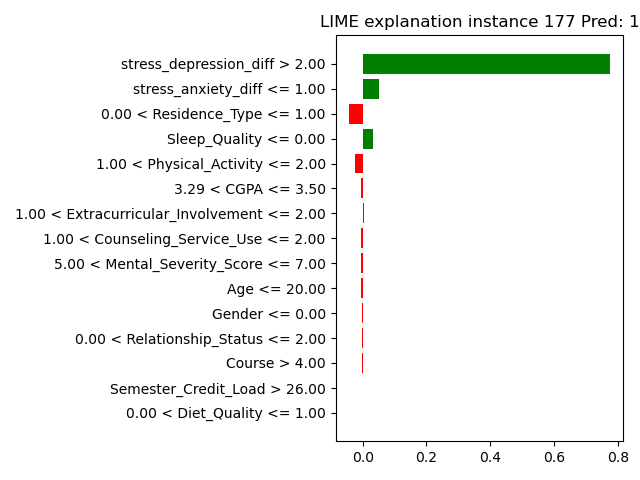 LIME explanation instance 177 Pred: 1
stress_depression_diff > 2.00
stress_anxiety_diff <= 1.00
0.00 < Residence_Type <= 1.00
Sleep_Quality <= 0.00
1.00 < Physical_Activity <= 2.00
3.29 < CGPA <= 3.50
1.00 < Extracurricular_Involvement <= 2.00
1.00 < Counseling_Service_Use <= 2.00
5.00 < Mental_Severity_Score <= 7.00
Age <= 20.00
Gender <= 0.00
0.00 < Relationship_Status <= 2.00
Course > 4.00
Semester_Credit_Load > 26.00
0.00 < Diet_Quality <= 1.00
0.0 0.2 0.4 0.6 0.8